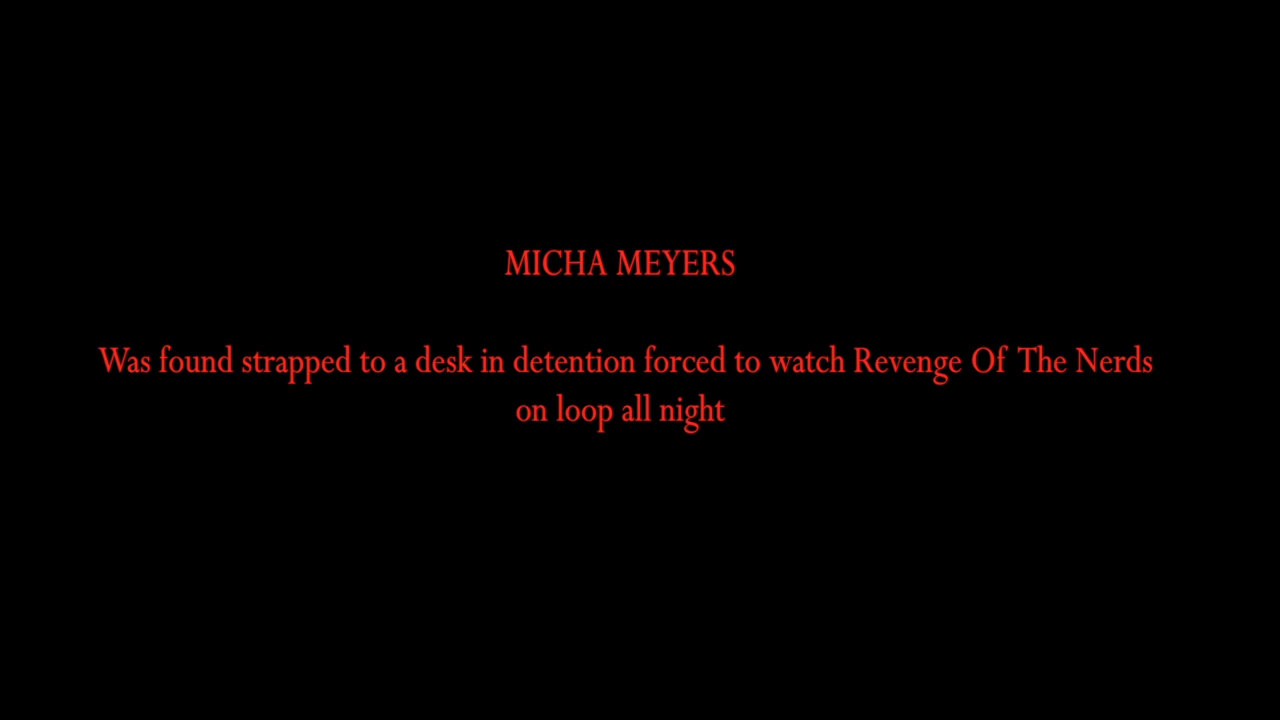 MICHA MEYERS
Was found strapped to a desk in detention forced to watch Revenge Of The Nerds
on loop all night